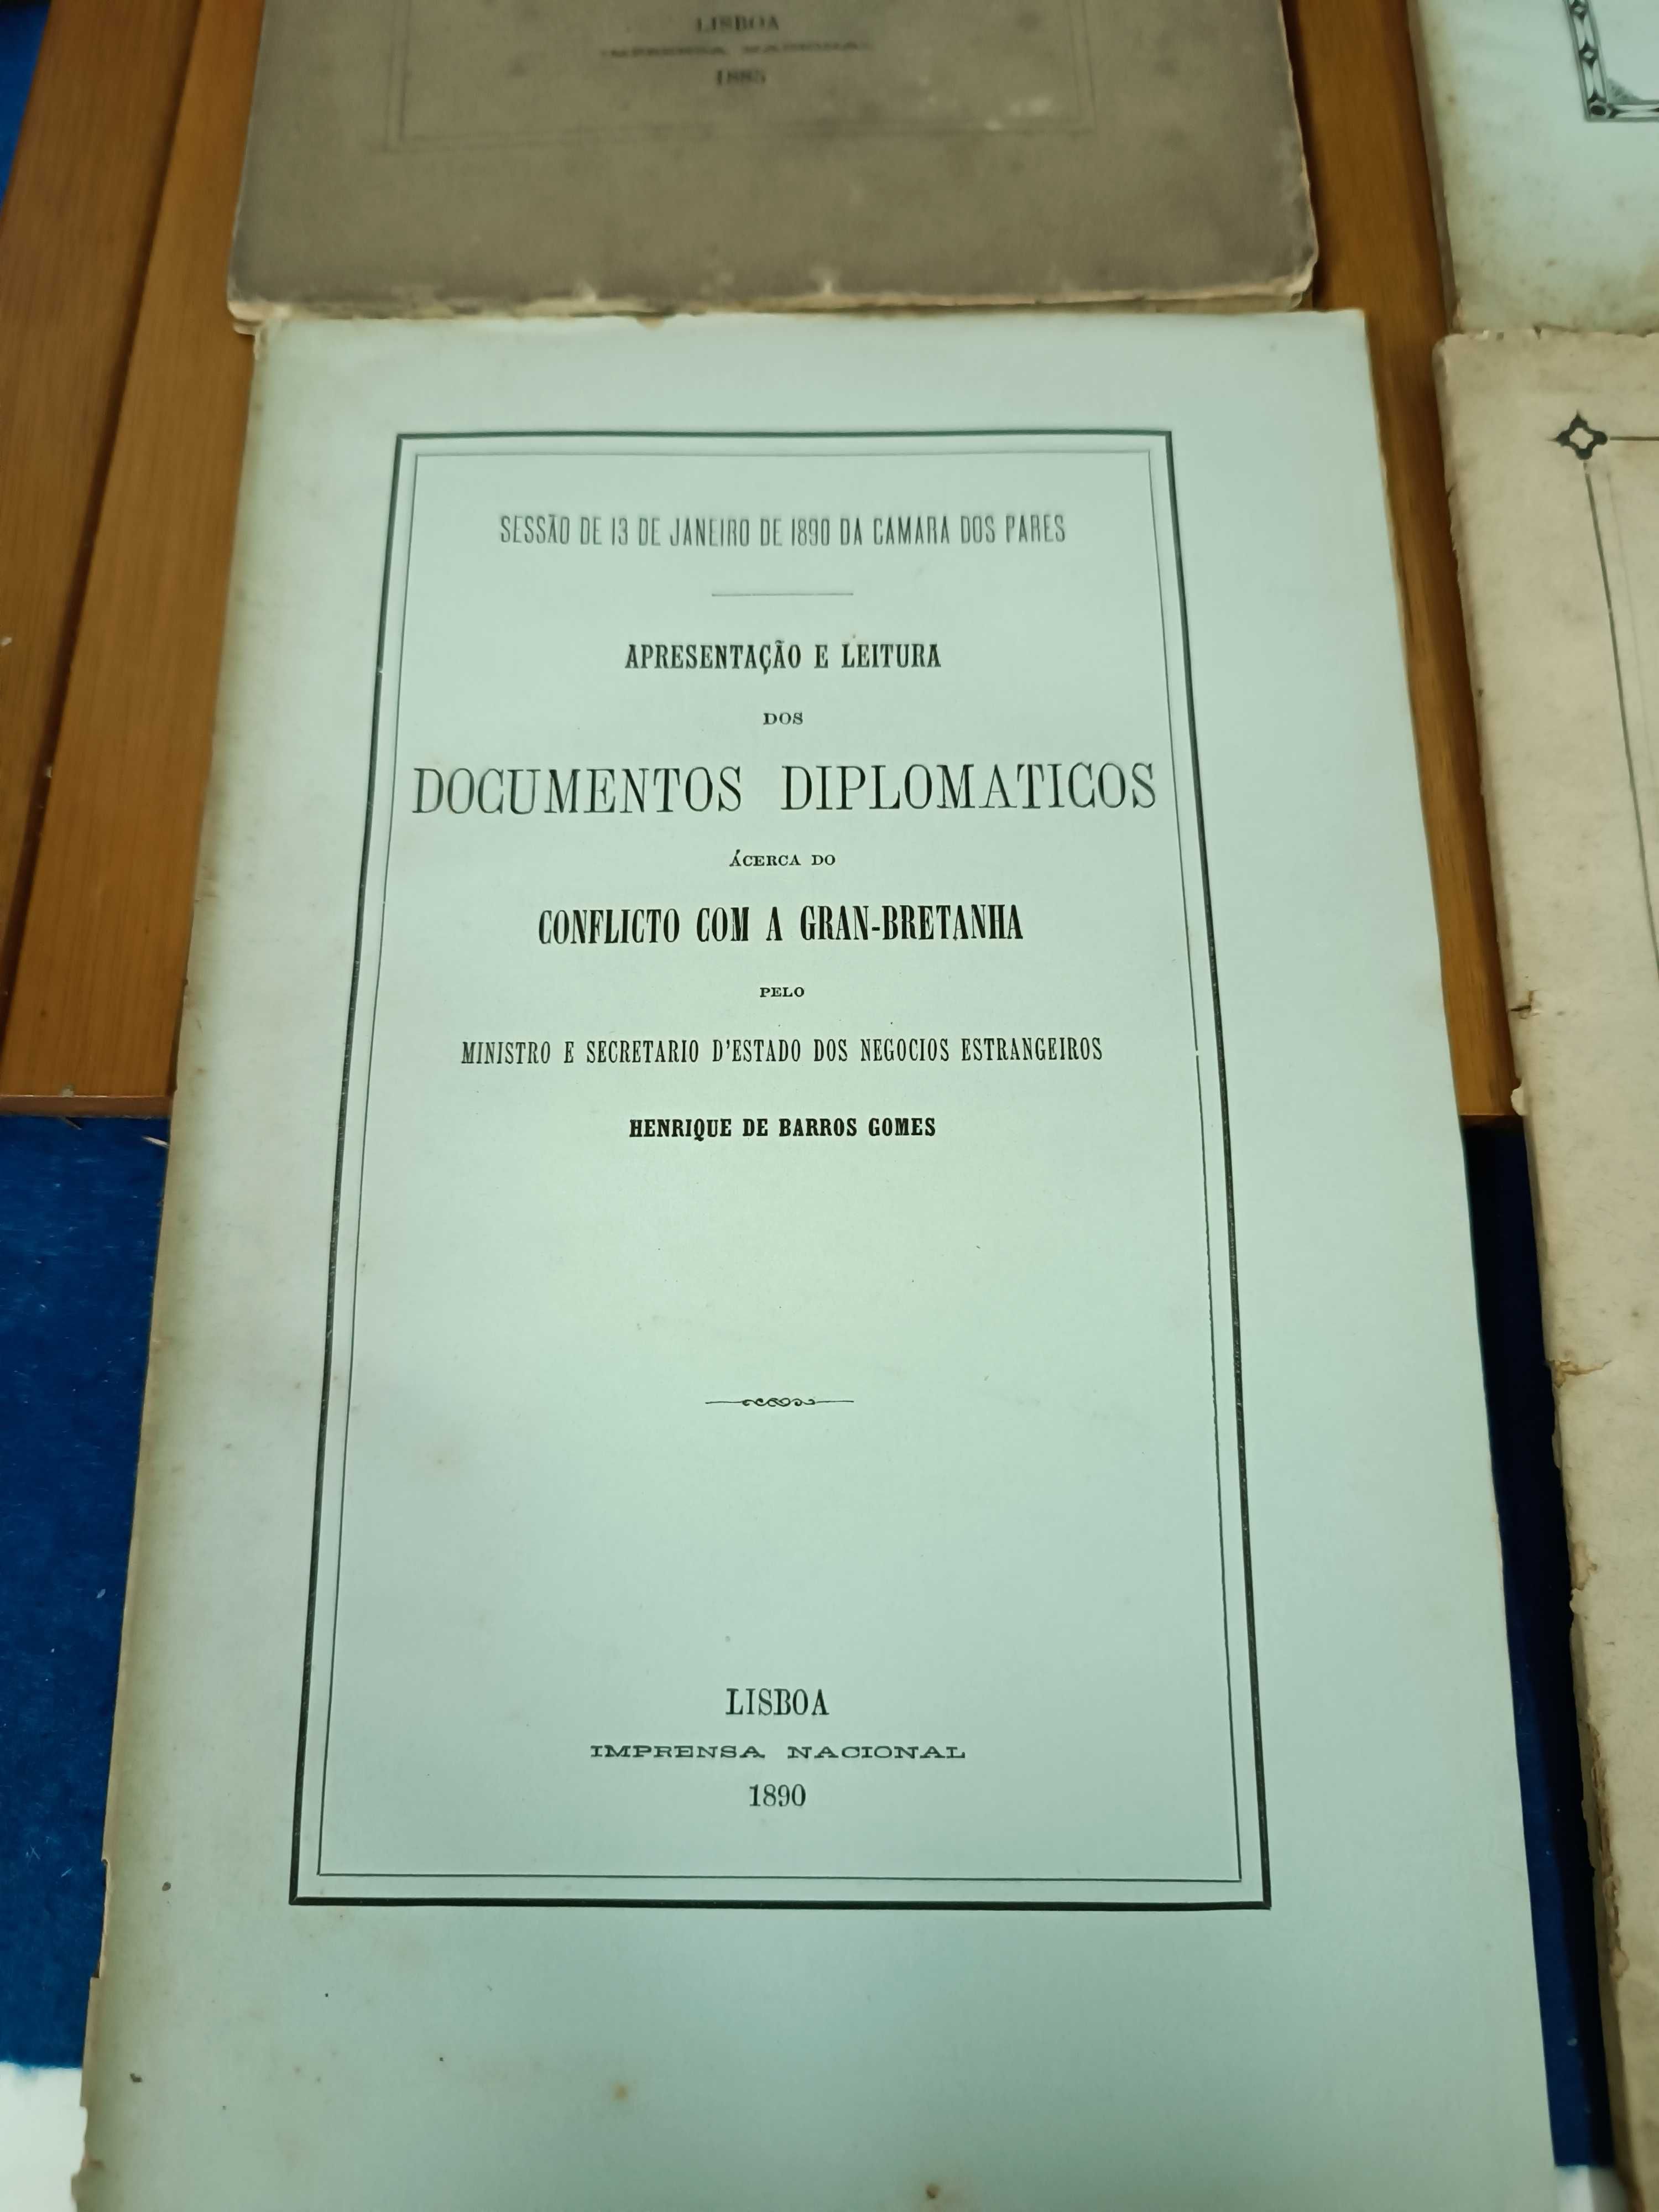 LISBOA
IMPRENSA NACIONAL
1885
SESSÃO DE 13 DE JANEIRO DE 1890 DA CAMARA DOS PARES
APRESENTAÇÃO E LEITURA
DOS
DOCUMENTOS DIPLOMATICOS
ÁCERCA DO
CONFLICTO COM A GRAN-BRETANHA
PELO
MINISTRO E SECRETARIO D'ESTADO DOS NEGOCIOS ESTRANGEIROS
HENRIQUE DE BARROS GOMES
LISBOA
IMPRENSA NACIONAL
1890